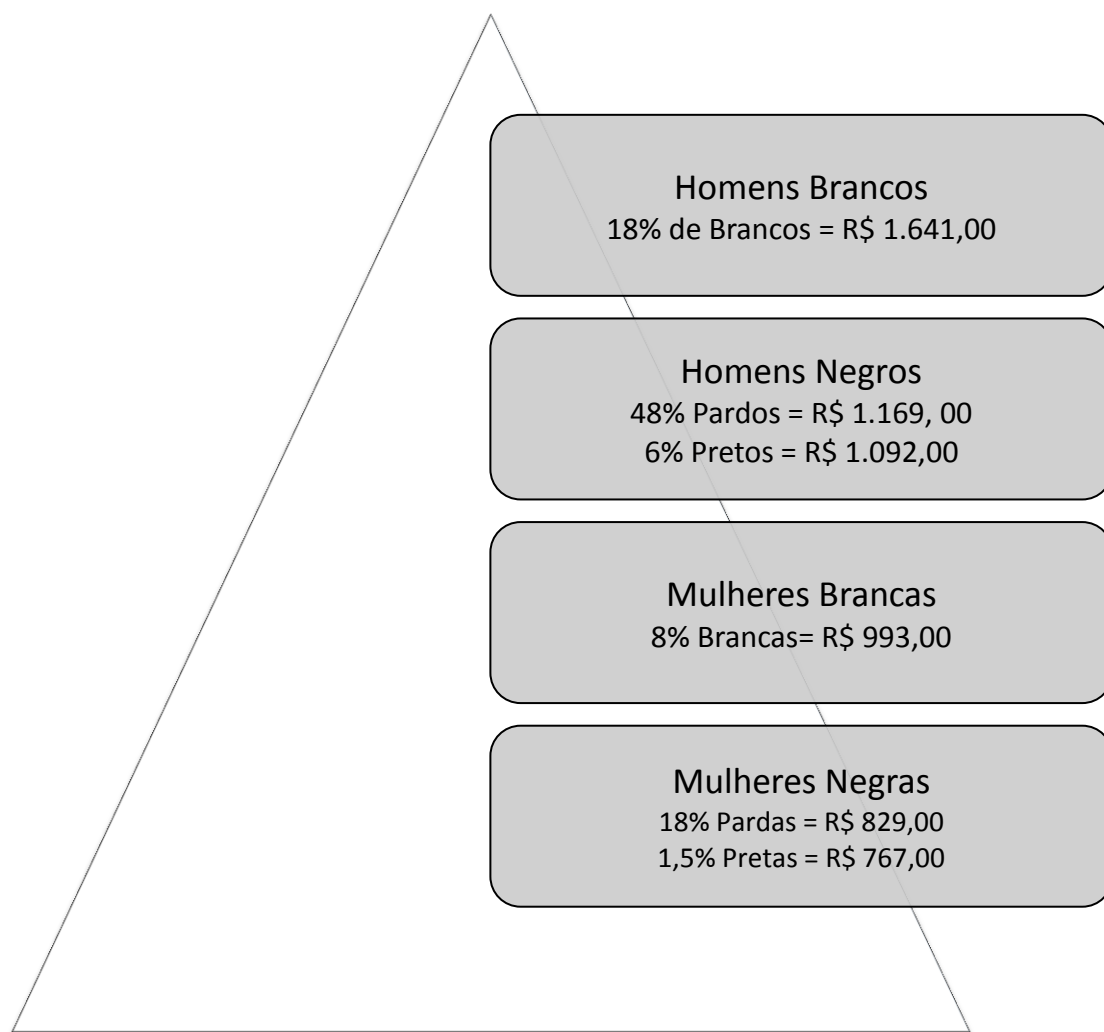 Homens Brancos
18% de Brancos = R$ 1.641,00
Homens Negros
48% Pardos = R$ 1.169, 00
6% Pretos = R$ 1.092,00
Mulheres Brancas
8% Brancas= R$ 993,00
Mulheres Negras
18% Pardas = R$ 829,00
1,5% Pretas = R$ 767,00